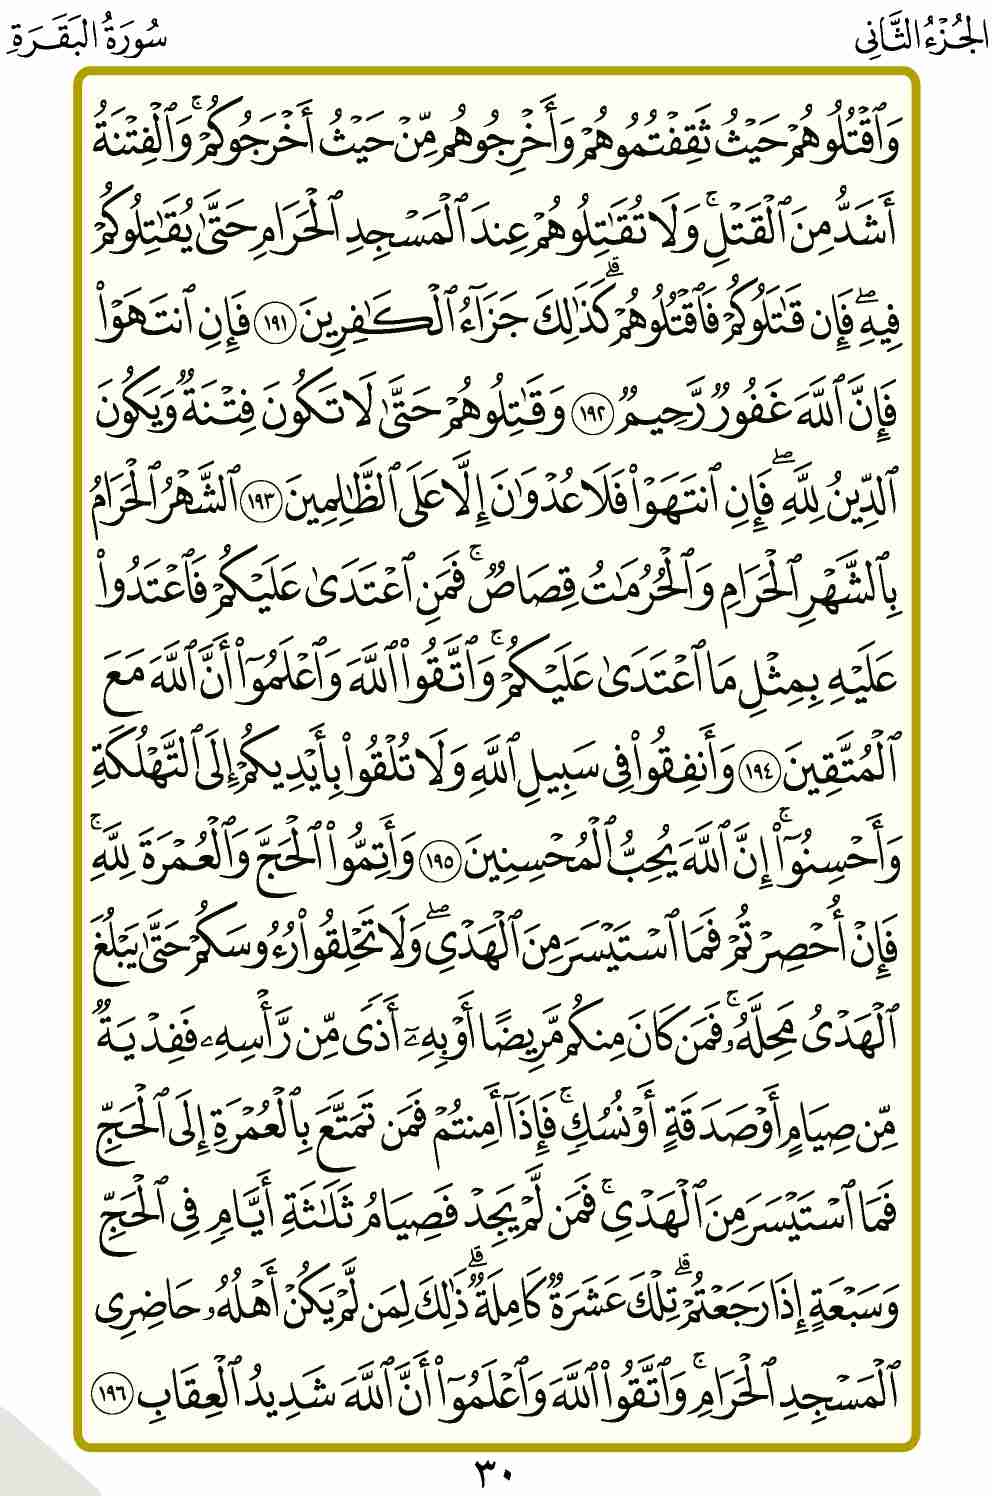 الجُزْءُ الثَّانِي
سُورَةُ البَقَرَةِ
وَٱقْتُلُوهُمْ حَيْثُ ثَقِفْتُمُوهُمْ وَأَخْرِجُوهُم مِّنْ حَيْثُ أَخْرَجُوكُمْ ۚ وَٱلْفِتْنَةُ
أَشَدُّ مِنَ ٱلْقَتْلِ ۚ وَلَا تُقَٰتِلُوهُمْ عِندَ ٱلْمَسْجِدِ ٱلْحَرَامِ حَتَّىٰ يُقَٰتِلُوكُمْ
فِيهِ ۖ فَإِن قَٰتَلُوكُمْ فَٱقْتُلُوهُمْ ۗ كَذَٰلِكَ جَزَآءُ ٱلْكَٰفِرِينَ ١٩١ فَإِنِ ٱنتَهَوْا۟
فَإِنَّ ٱللَّهَ غَفُورٌ رَّحِيمٌ ١٩٢ وَقَٰتِلُوهُمْ حَتَّىٰ لَا تَكُونَ فِتْنَةٌ وَيَكُونَ
ٱلدِّينُ لِلَّهِ ۖ فَإِنِ ٱنتَهَوْا۟ فَلَا عُدْوَٰنَ إِلَّا عَلَى ٱلظَّٰلِمِينَ ١٩٣ ٱلشَّهْرُ ٱلْحَرَامُ
بِٱلشَّهْرِ ٱلْحَرَامِ وَٱلْحُرُمَٰتُ قِصَاصٌ ۚ فَمَنِ ٱعْتَدَىٰ عَلَيْكُمْ فَٱعْتَدُوا۟
عَلَيْهِ بِمِثْلِ مَا ٱعْتَدَىٰ عَلَيْكُمْ ۚ وَٱتَّقُوا۟ ٱللَّهَ وَٱعْلَمُوٓا۟ أَنَّ ٱللَّهَ مَعَ
ٱلْمُتَّقِينَ ١٩٤ وَأَنفِقُوا۟ فِى سَبِيلِ ٱللَّهِ وَلَا تُلْقُوا۟ بِأَيْدِيكُمْ إِلَى ٱلتَّهْلُكَةِ
وَأَحْسِنُوٓا۟ ۚ إِنَّ ٱللَّهَ يُحِبُّ ٱلْمُحْسِنِينَ ١٩٥ وَأَتِمُّوا۟ ٱلْحَجَّ وَٱلْعُمْرَةَ لِلَّهِ ۚ
فَإِنْ أُحْصِرْتُمْ فَمَا ٱسْتَيْسَرَ مِنَ ٱلْهَدْىِ ۖ وَلَا تَحْلِقُوا۟ رُءُوسَكُمْ حَتَّىٰ يَبْلُغَ
ٱلْهَدْىُ مَحِلَّهُۥ ۚ فَمَن كَانَ مِنكُم مَّرِيضًا أَوْ بِهِۦٓ أَذًى مِّن رَّأْسِهِۦ فَفِدْيَةٌ
مِّن صِيَامٍ أَوْ صَدَقَةٍ أَوْ نُسُكٍ ۚ فَإِذَآ أَمِنتُمْ فَمَن تَمَتَّعَ بِٱلْعُمْرَةِ إِلَى ٱلْحَجِّ
فَمَا ٱسْتَيْسَرَ مِنَ ٱلْهَدْىِ ۚ فَمَن لَّمْ يَجِدْ فَصِيَامُ ثَلَٰثَةِ أَيَّامٍ فِى ٱلْحَجِّ
وَسَبْعَةٍ إِذَا رَجَعْتُمْ ۗ تِلْكَ عَشَرَةٌ كَامِلَةٌ ۗ ذَٰلِكَ لِمَن لَّمْ يَكُنْ أَهْلُهُۥ حَاضِرِى
ٱلْمَسْجِدِ ٱلْحَرَامِ ۚ وَٱتَّقُوا۟ ٱللَّهَ وَٱعْلَمُوٓا۟ أَنَّ ٱللَّهَ شَدِيدُ ٱلْعِقَابِ ١٩٦
٣٠